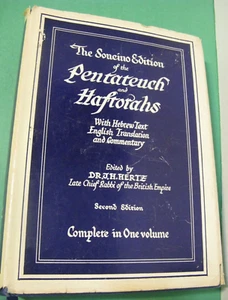 The Soncino Edition
of the
Pentateuch
and
Haftorahs
With Hebrew Text
English Translation
and Commentary
Edited by
DR J.H. HERTZ
Late Chief Rabbi of the British Empire
Second Edition
Complete in One volume